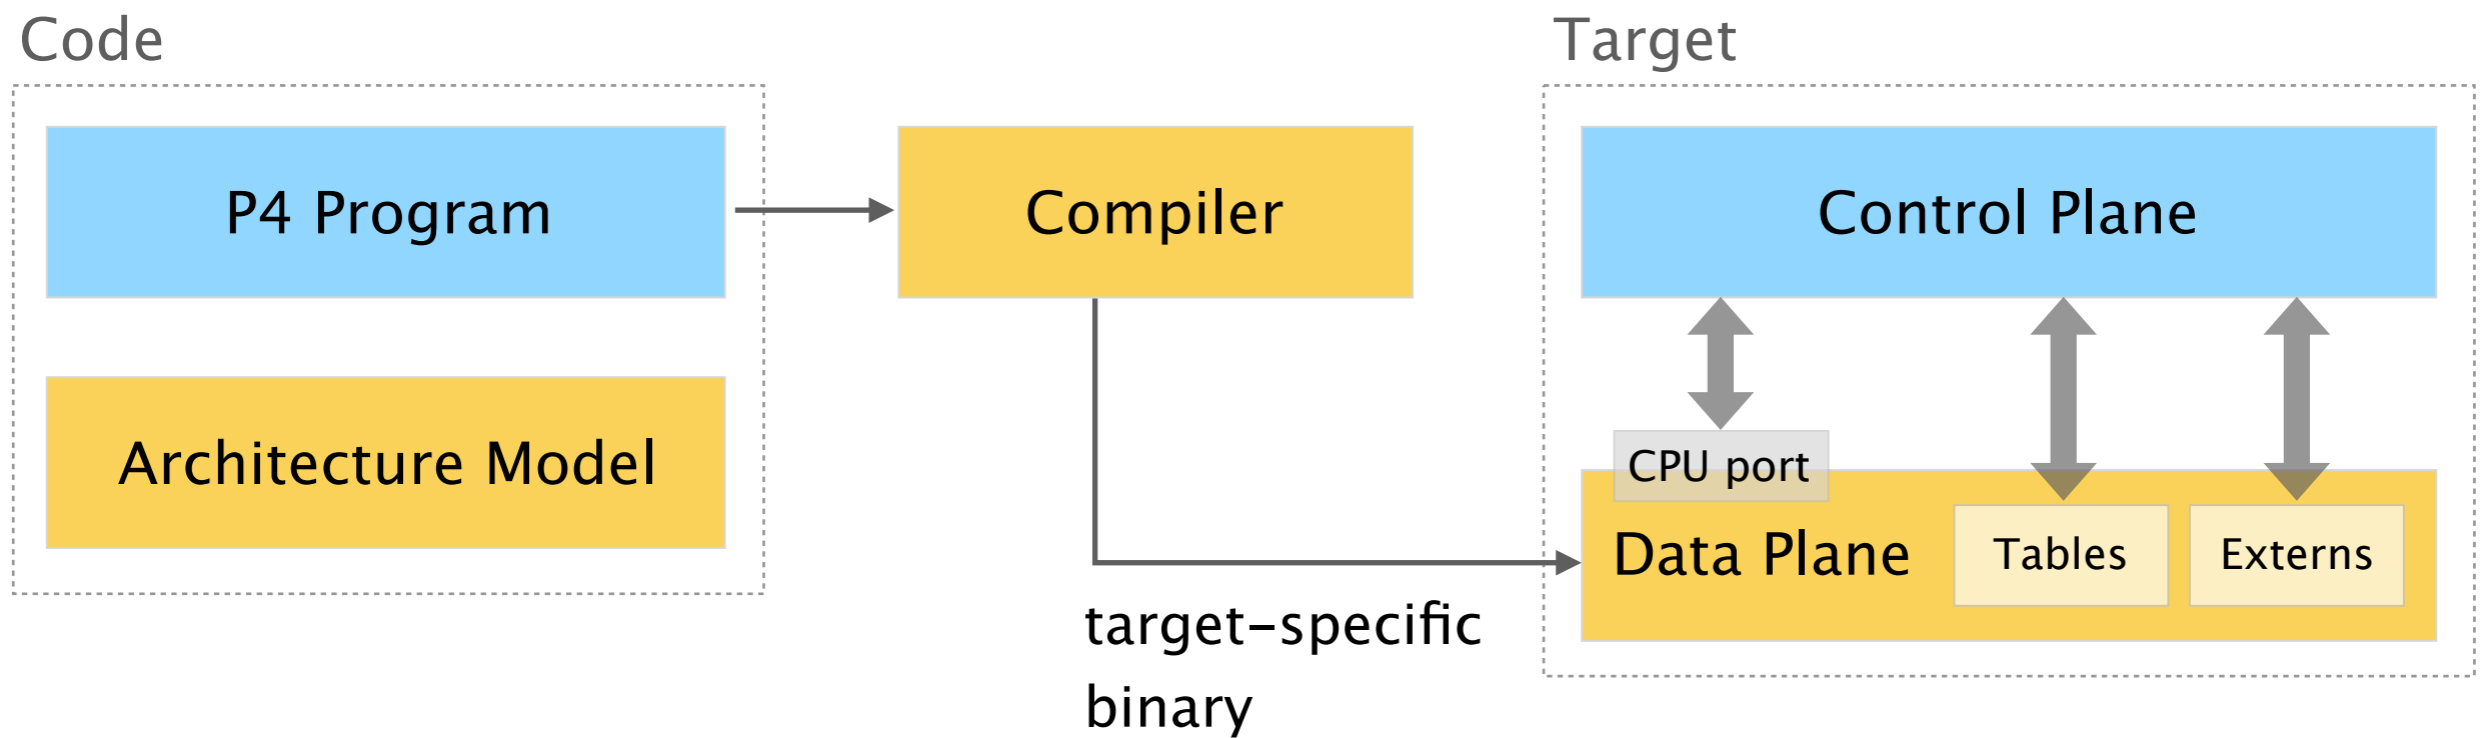 Code
Target
P4 Program
Compiler
Control Plane
Architecture Model
CPU port
Data Plane
Tables
Externs
target-specific
binary